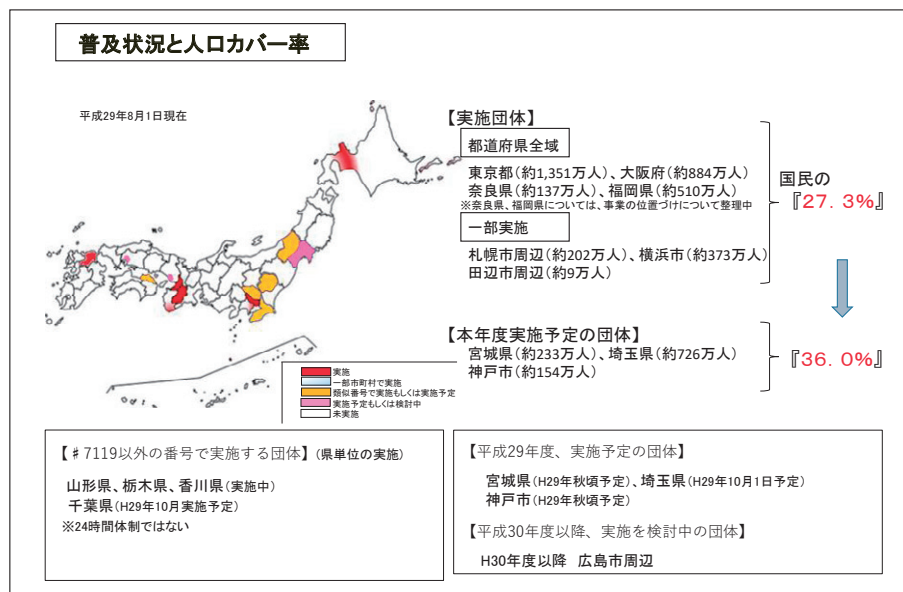 普及状況と人口カバー率
平成29年8月1日現在
【実施団体】
都道府県全域
東京都(約1,351万人)、大阪府(約884万人)
奈良県(約137万人)、福岡県(約510万人)
※奈良県、福岡県については、事業の位置づけについて整理中
一部実施
札幌市周辺(約202万人)、横浜市(約373万人)
田辺市周辺(約9万人)
国民の
『27.3%』
【本年度実施予定の団体】
宮城県(約233万人)、埼玉県(約726万人)
神戸市(約154万人)
『36.0%』
実施
一部市町村で実施
類似番号で実施もしくは実施予定
実施予定もしくは検討中
未実施
【♯7119以外の番号で実施する団体】(県単位の実施)
山形県、栃木県、香川県(実施中)
千葉県(H29年10月実施予定)
※24時間体制ではない
【平成29年度、実施予定の団体】
宮城県(H29年秋頃予定)、埼玉県(H29年10月1日予定)
神戸市(H29年秋頃予定)
【平成30年度以降、実施を検討中の団体】
H30年度以降 広島市周辺